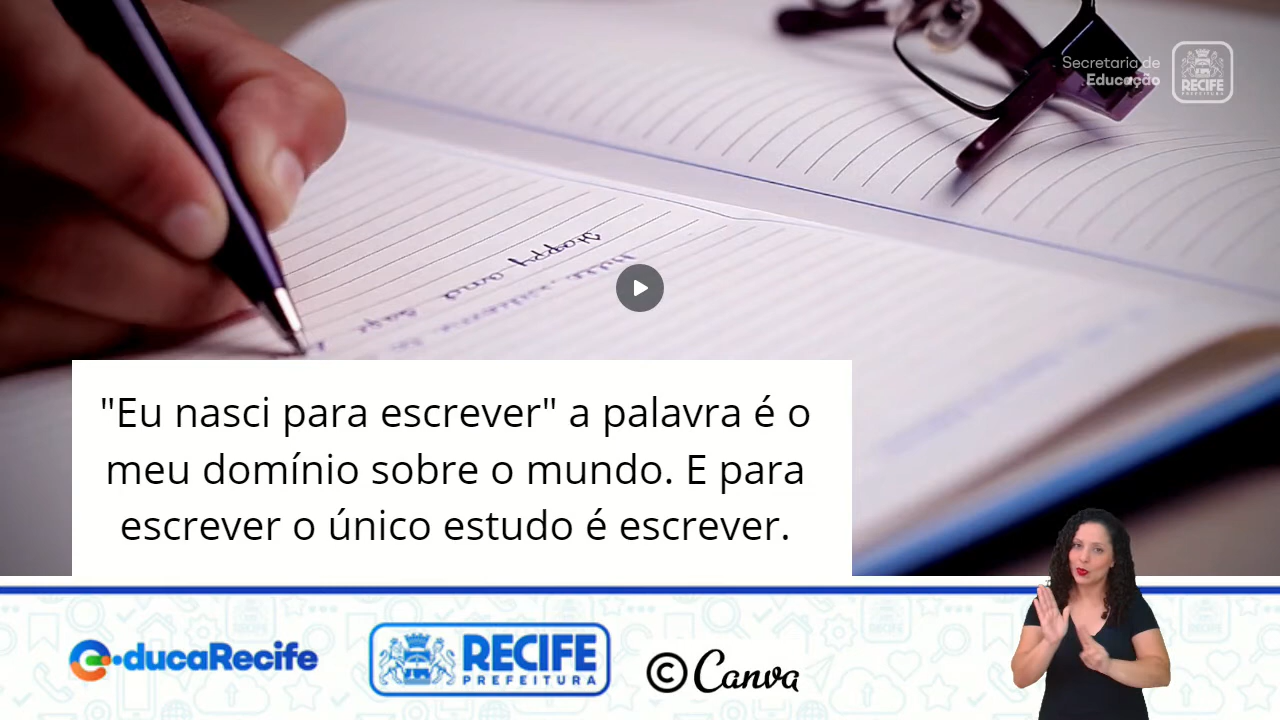 Secretaria de
Educação
RECIFE
PREFEITURA
"Eu nasci para escrever" a palavra é o
meu domínio sobre o mundo. E para
escrever o único estudo é escrever.
ducaRecife
RECIFE
PREFEITURA
© Canva